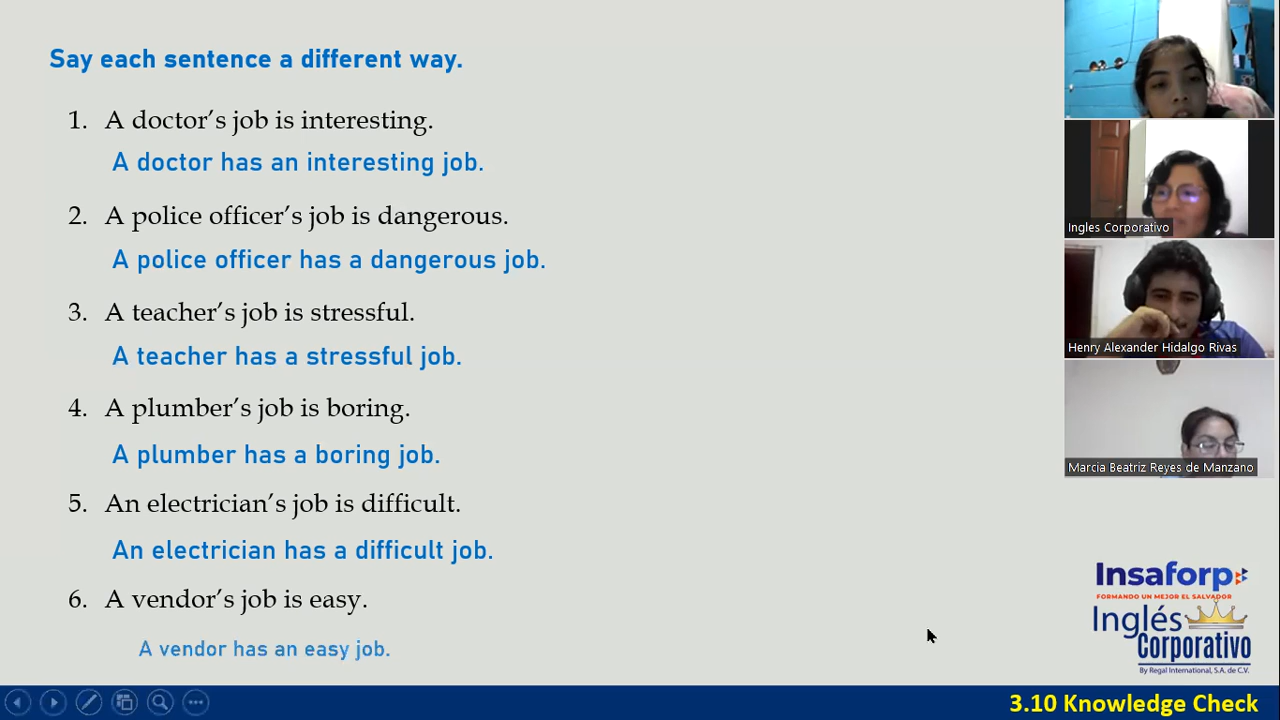 Say each sentence a different way.
1. A doctor’s job is interesting.
A doctor has an interesting job.
2. A police officer’s job is dangerous.
A police officer has a dangerous job.
3. A teacher’s job is stressful.
A teacher has a stressful job.
4. A plumber’s job is boring.
A plumber has a boring job.
5. An electrician’s job is difficult.
An electrician has a difficult job.
6. A vendor’s job is easy.
A vendor has an easy job.
Ingles Corporativo
Henry Alexander Hidalgo Rivas
Marcia Beatriz Reyes de Manzano
Insaforp
FORMANDO UN MEJOR EL SALVADOR
Inglés
Corporativo
By Regal International, S.A. de C.V.
3.10 Knowledge Check